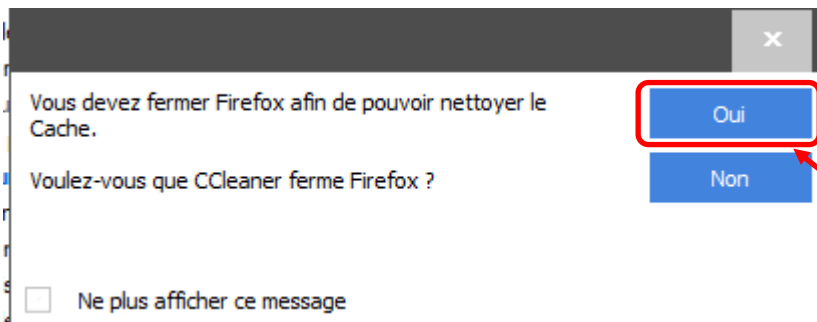 Vous devez fermer Firefox afin de pouvoir nettoyer le
Cache.
Oui
Voulez-vous que CCleaner ferme Firefox ?
Non
Ne plus afficher ce message